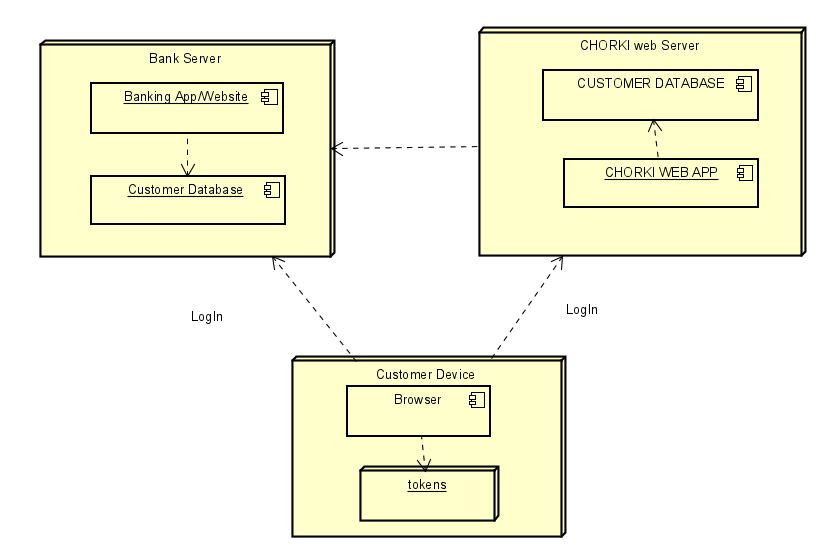 Bank Server
Banking App/Website
Customer Database
CHORKI web Server
CUSTOMER DATABASE
CHORKI WEB APP
LogIn
LogIn
Customer Device
Browser
tokens